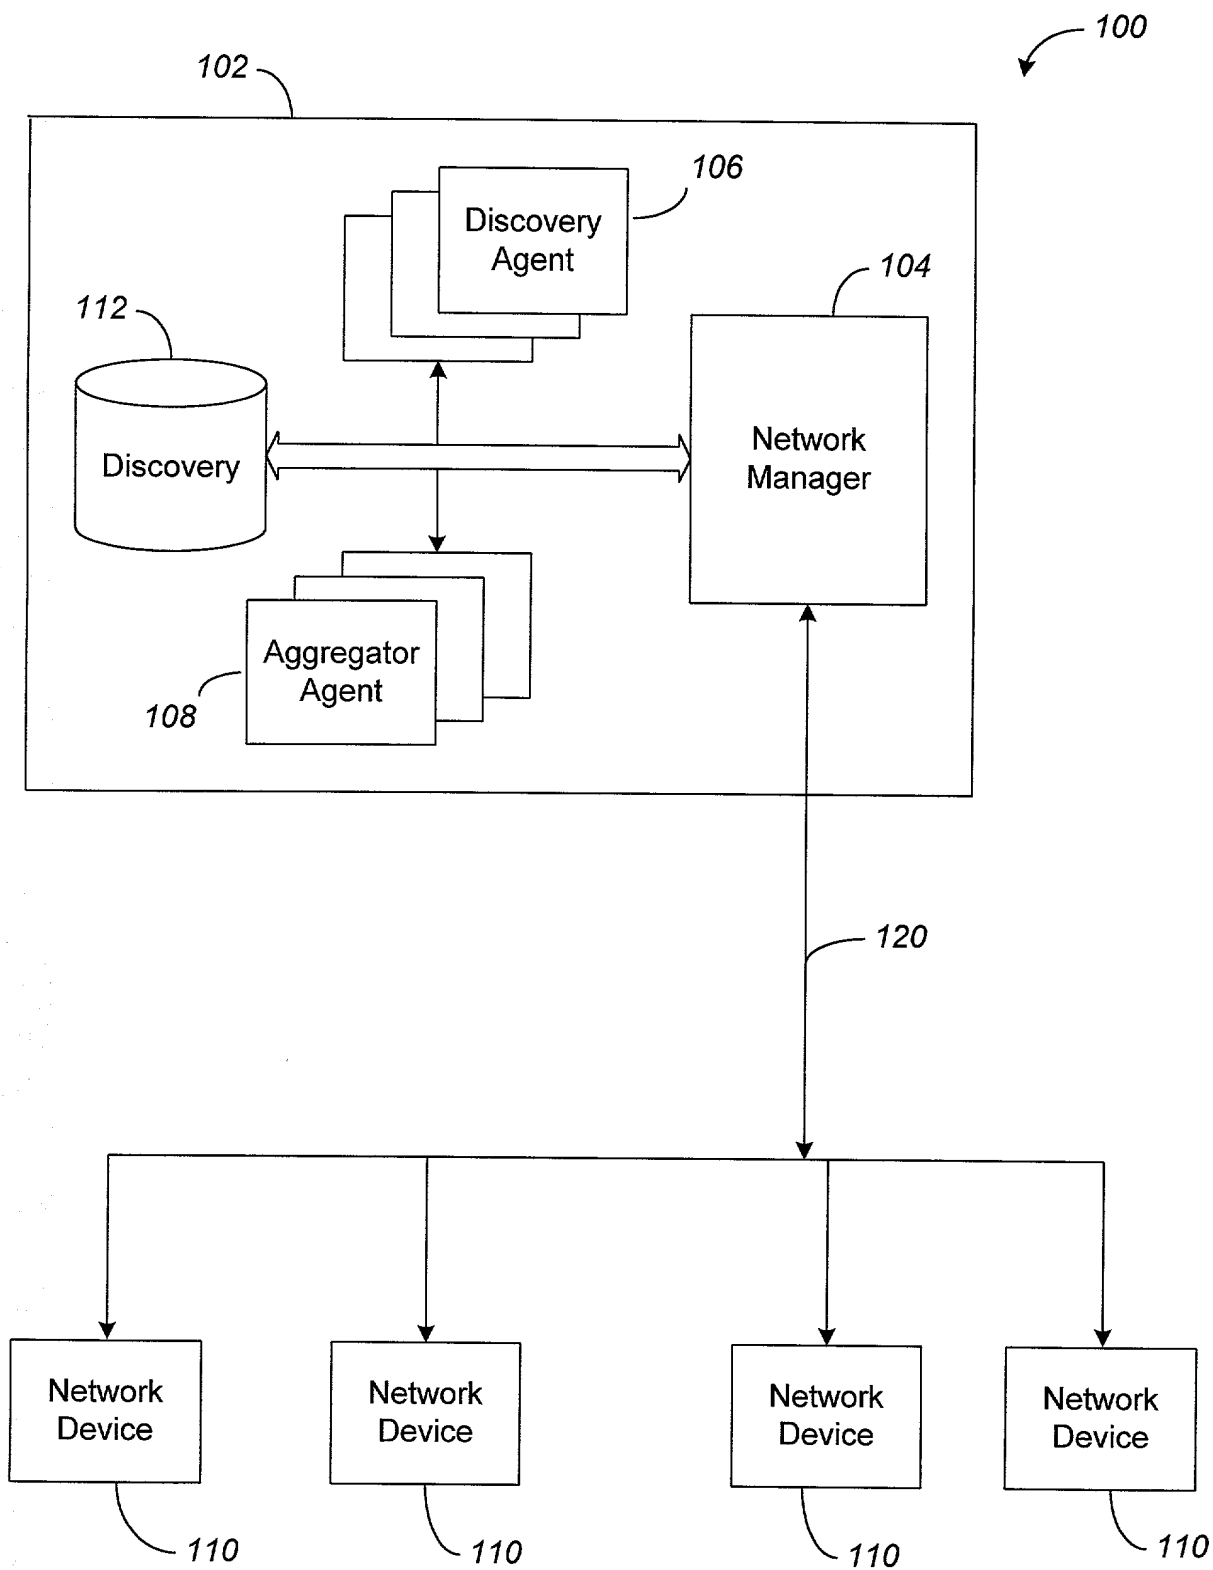 100
102
106
Discovery
Agent
104
112
Network
Manager
Discovery
Aggregator
Agent
108
120
Network
Device
Network
Device
Network
Device
Network
Device
110
110
110
110